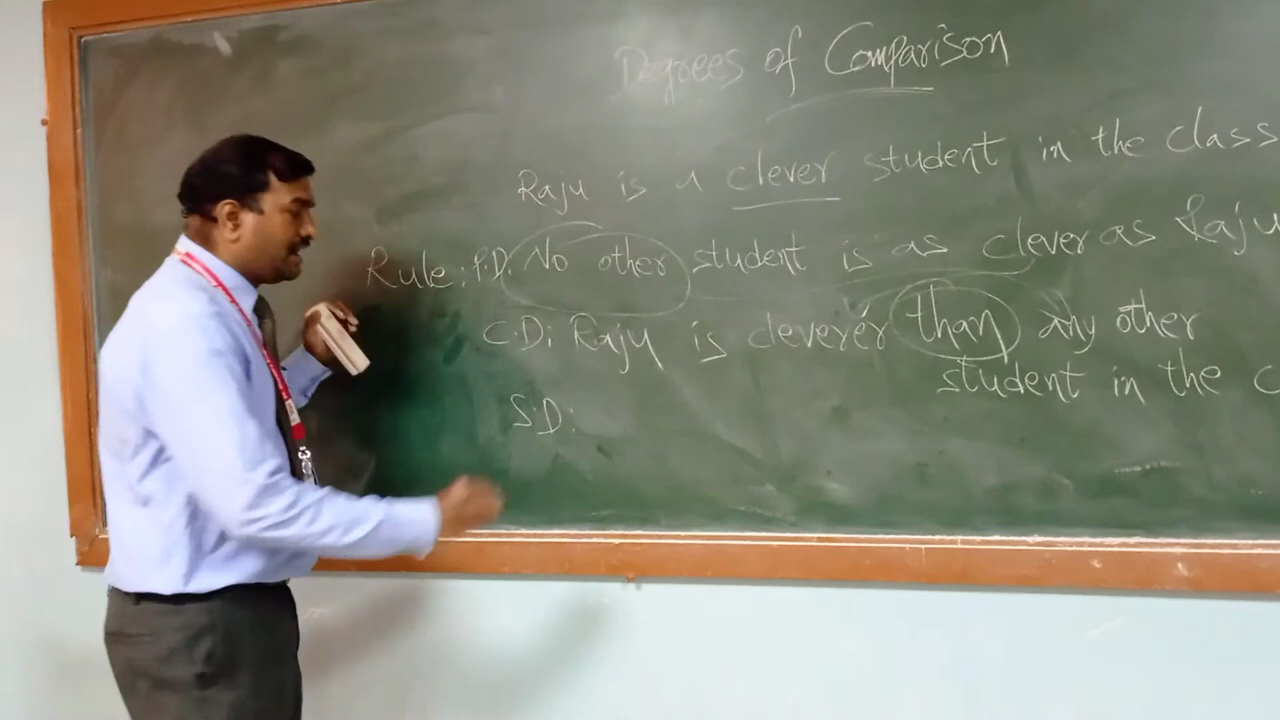 Degrees of Comparison
Raju is a clever student in the class
Rule: P.D. No other student is as clever as Raju
C.D: Raju is cleverer than any other
student in the
S.D: